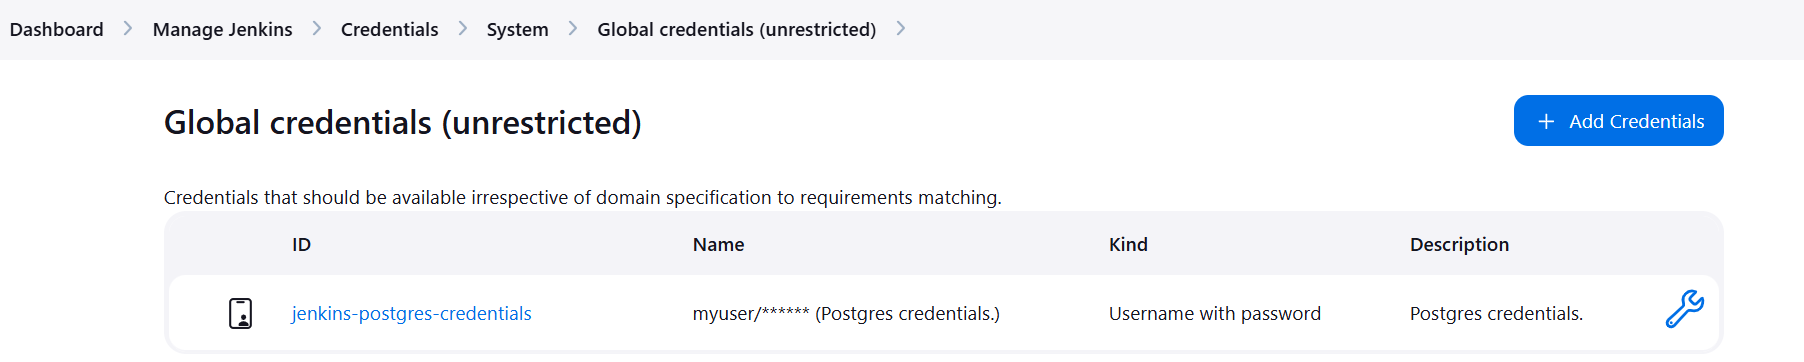 Dashboard > Manage Jenkins > Credentials > System > Global credentials (unrestricted) >
Global credentials (unrestricted)
+ Add Credentials
Credentials that should be available irrespective of domain specification to requirements matching.
ID Name Kind Description
jenkins-postgres-credentials myuser/****** (Postgres credentials.) Username with password Postgres credentials.